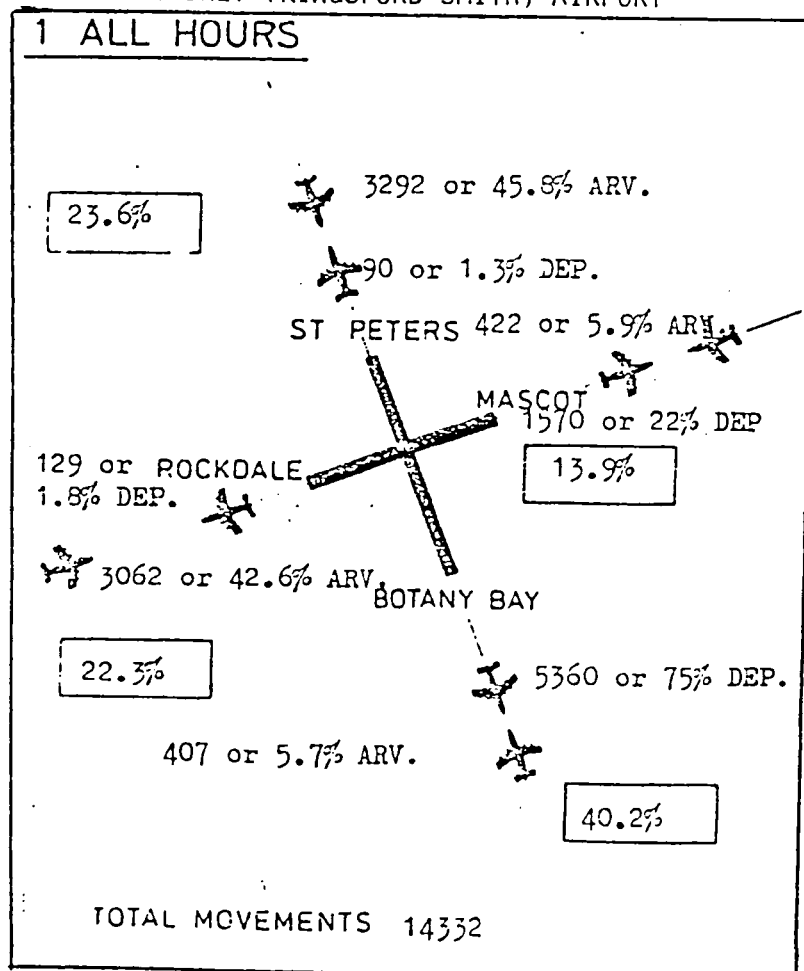 (KINGSFORD SMITH) AIRPORT
1 ALL HOURS
3292 or 45.8% ARV.
23.6%
90 or 1.3% DEP.
ST PETERS
422 or 5.9% ARV.
MASCOT
1570 or 22% DEP
129 or
ROCKDALE
1.8% DEP.
13.9%
3062 or 42.6% ARV.
BOTANY BAY
22.3%
5360 or 75% DEP.
407 or 5.7% ARV.
40.2%
TOTAL MOVEMENTS 14332